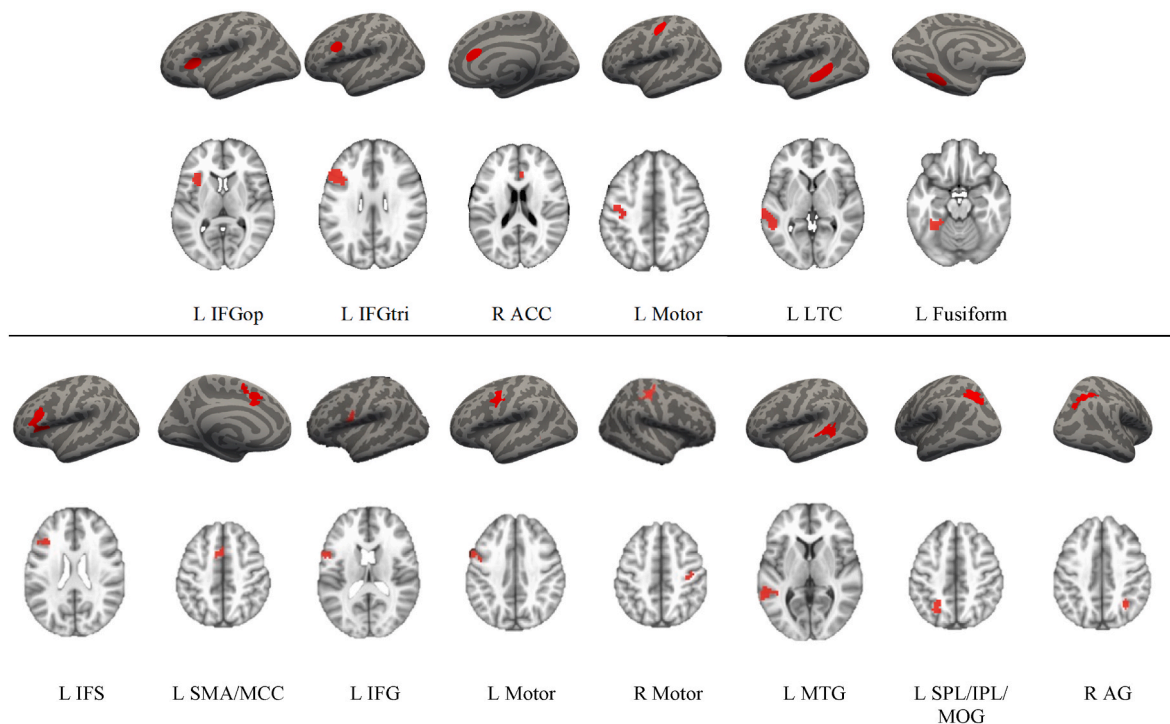 L IFGop L IFGtri R ACC L Motor L LTC L Fusiform
L IFS L SMA/MCC L IFG L Motor R Motor L MTG L SPL/IPL/ R AG
MOG